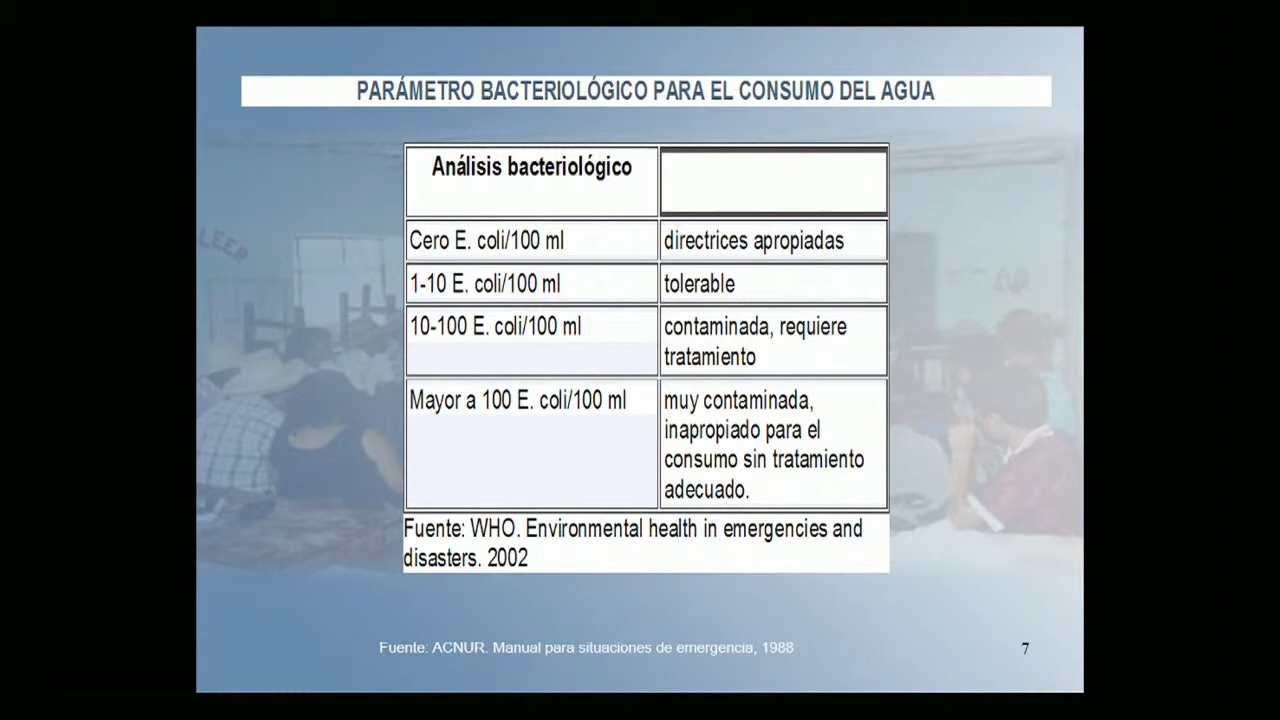 PARÁMETRO BACTERIOLÓGICO PARA EL CONSUMO DEL AGUA
Análisis bacteriológico
Cero E. coli/100 ml
directrices apropiadas
1-10 E. coli/100 ml
tolerable
10-100 E. coli/100 ml
contaminada, requiere
tratamiento
Mayor a 100 E. coli/100 ml
muy contaminada,
inapropiado para el
consumo sin tratamiento
adecuado.
Fuente: WHO. Environmental health in emergencies and
disasters. 2002
Fuente: ACNUR. Manual para situaciones de emergencia, 1988
7